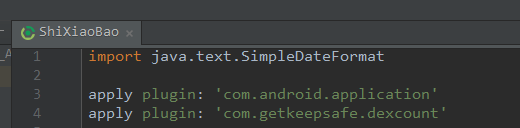 ShiXiaoBao
1 import java.text.SimpleDateFormat
2
3 apply plugin: 'com.android.application'
4 apply plugin: 'com.getkeepsafe.dexcount'